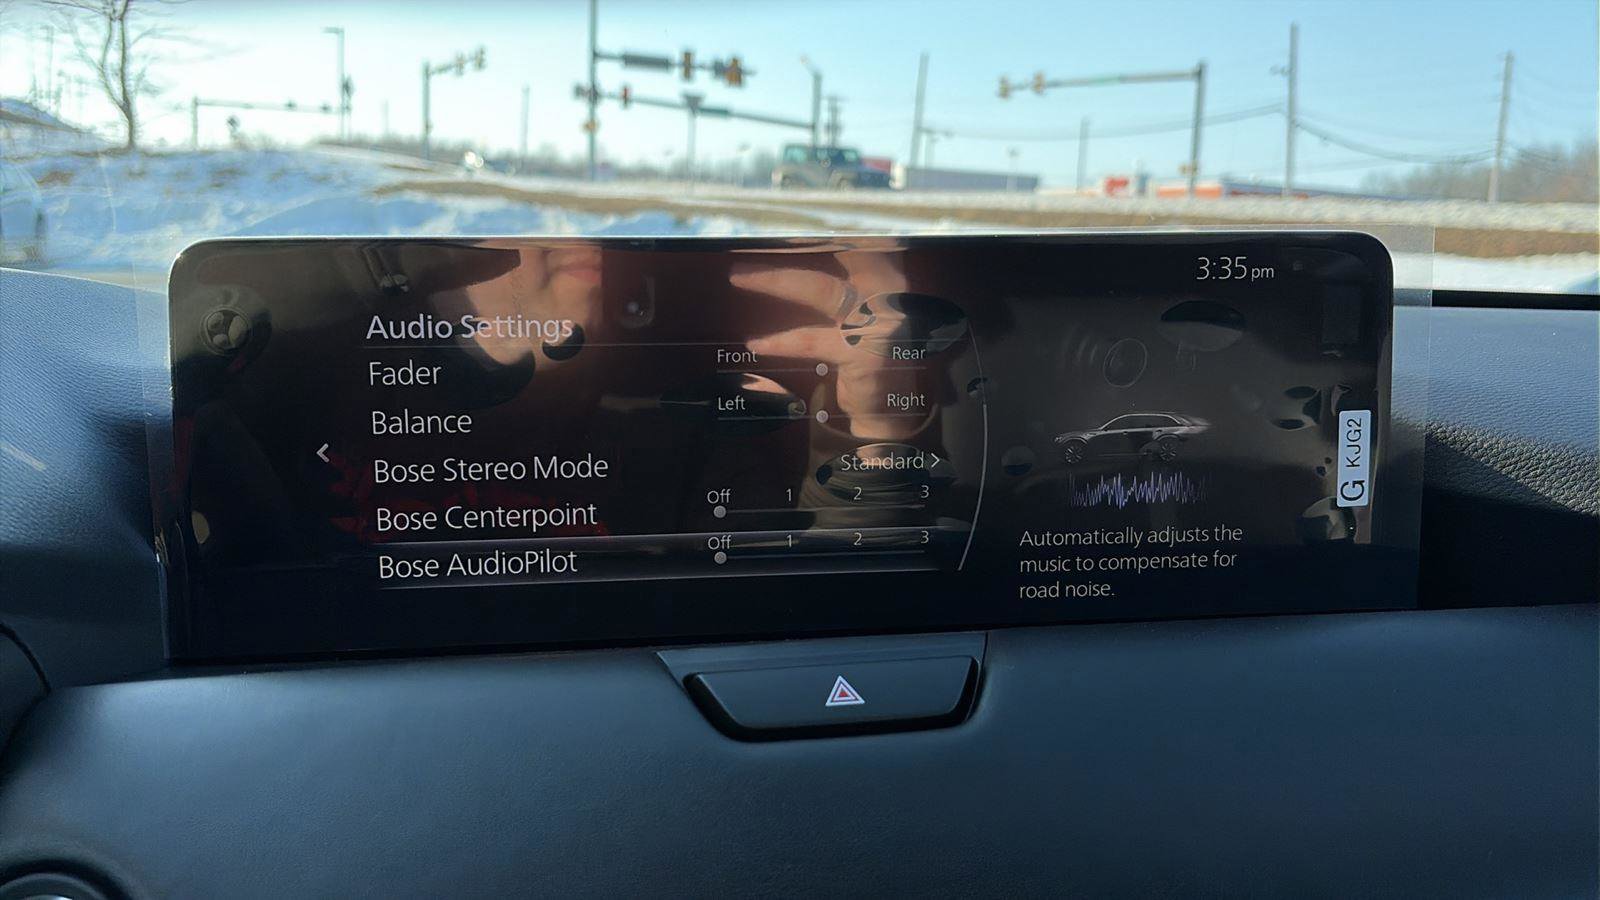 3:35 pm
Audio Settings
Fader
Front Rear
Balance
Left Right
Bose Stereo Mode
Standard >
Bose Centerpoint
Off 1 2 3
Bose AudioPilot
Off 1 2 3
Automatically adjusts the
music to compensate for
road noise.
G KJG2